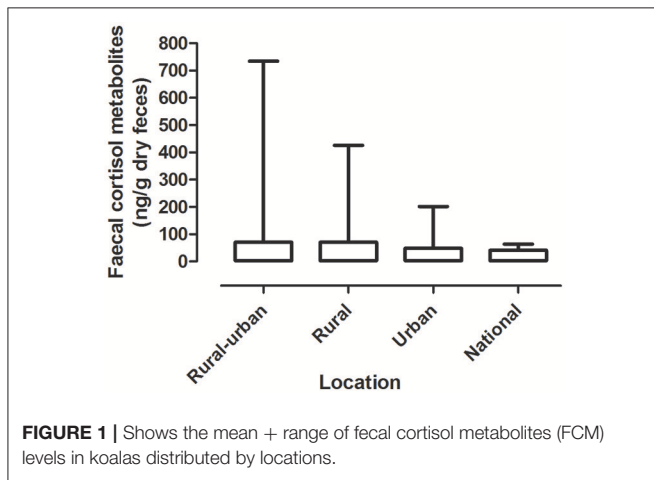 800
700
600
500
400
300
200
100
0
Faecal cortisol metabolites
(ng/g dry feces)
Rural-urban
Rural
Urban
National
Location
FIGURE 1 | Shows the mean + range of fecal cortisol metabolites (FCM)
levels in koalas distributed by locations.